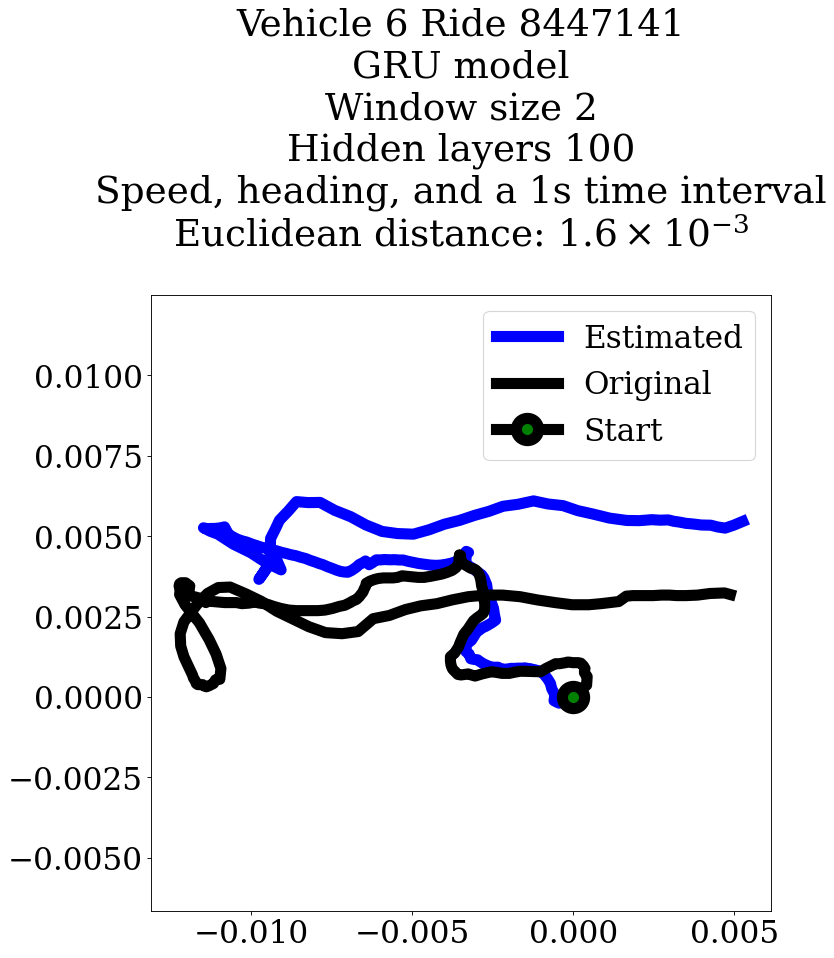 Vehicle 6 Ride 8447141
GRU model
Window size 2
Hidden layers 100
Speed, heading, and a 1s time interval
Euclidean distance: 1.6 × 10⁻³
Estimated
Original
Start
0.0100
0.0075
0.0050
0.0025
0.0000
−0.0025
−0.0050
−0.010 −0.005 0.000 0.005